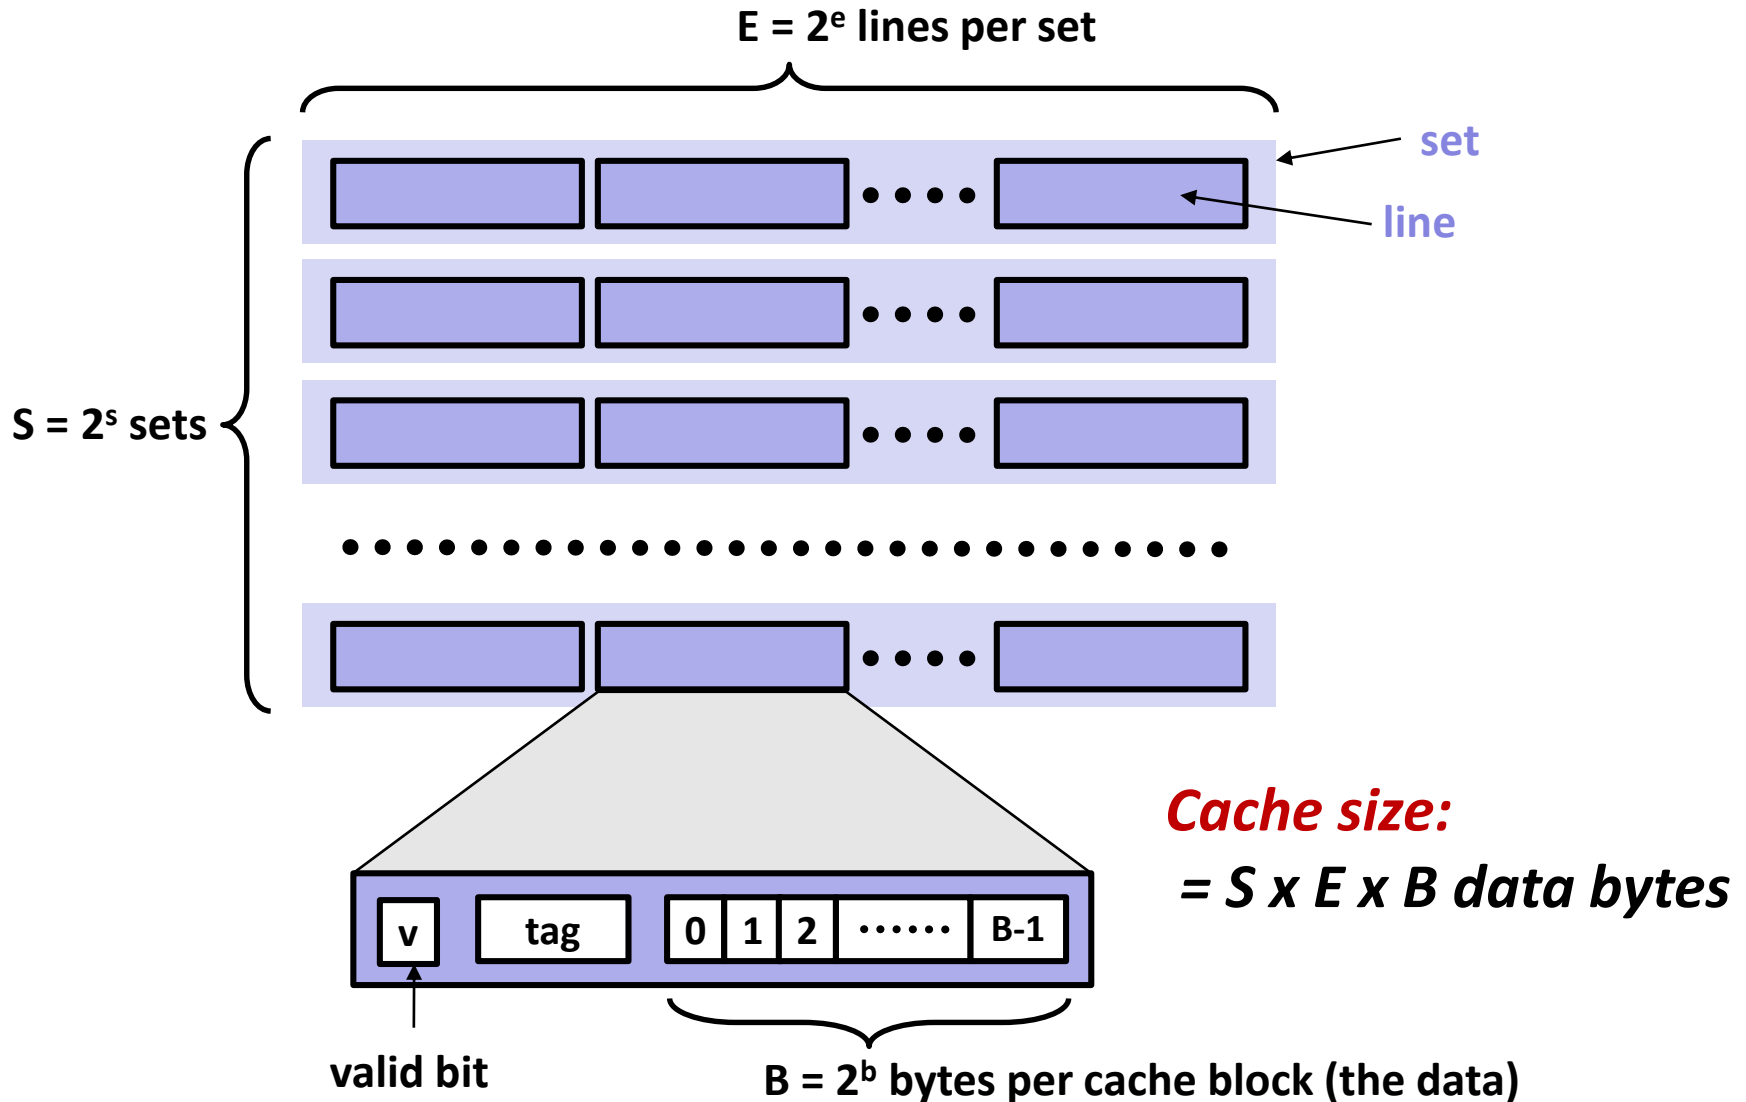 E = 2ᵉ lines per set
set
line
S = 2ˢ sets
Cache size:
= S x E x B data bytes
v
tag
0
1
2
······
B-1
valid bit
B = 2ᵇ bytes per cache block (the data)